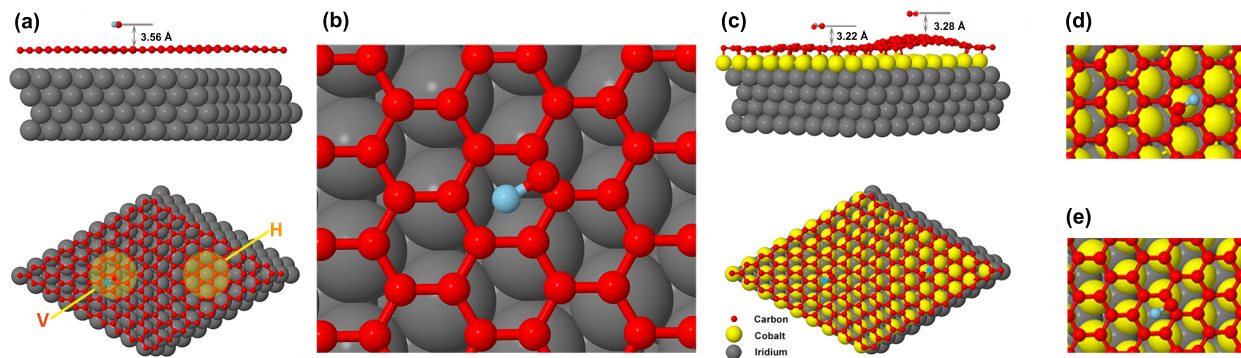 (a)
3.56 Å
H
V
(b)
(c)
3.22 Å
3.28 Å
Carbon
Cobalt
Iridium
(d)
(e)